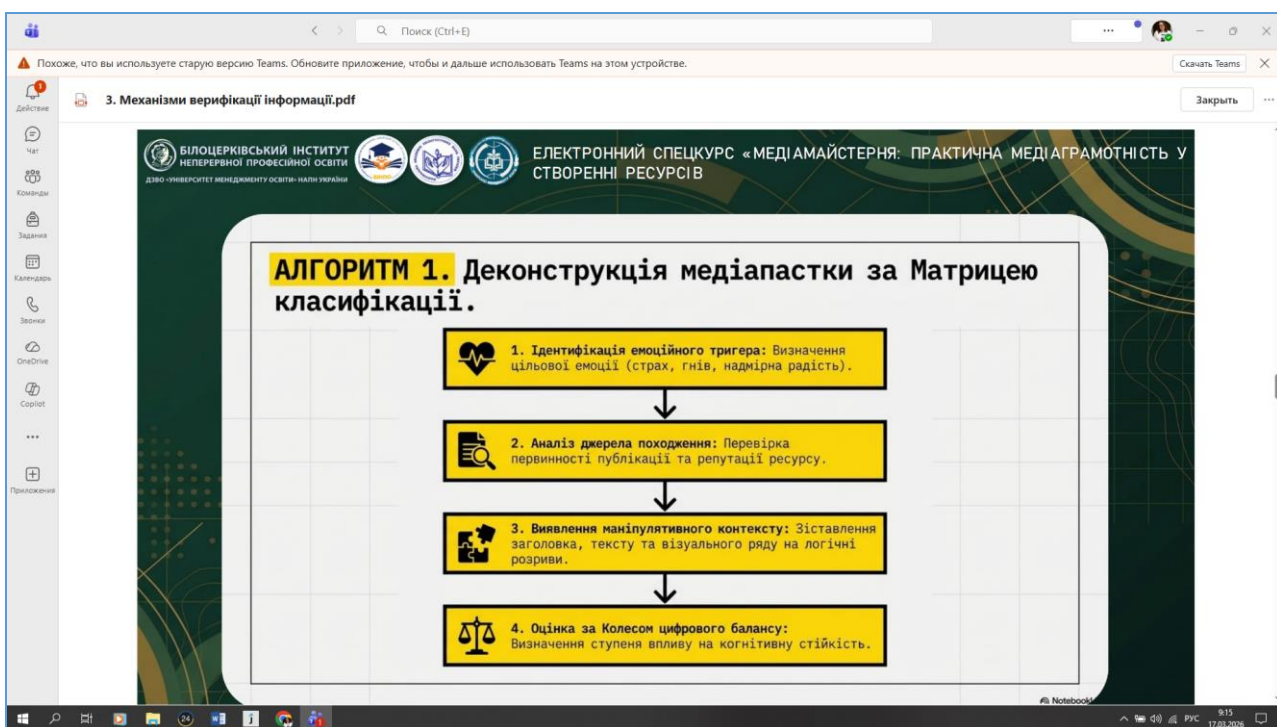 Поиск (Ctrl+E)
Похоже, что вы используете старую версию Teams. Обновите приложение, чтобы и дальше использовать Teams на этом устройстве.
Скачать Teams
Действие
Чат
Команды
Задания
Календарь
Звонки
OneDrive
Copilot
Приложения
3. Механізми верифікації інформації.pdf
Закрыть
БІЛОЦЕРКІВСЬКИЙ ІНСТИТУТ
НЕПЕРЕРВНОЇ ПРОФЕСІЙНОЇ ОСВІТИ
ДЗВО «УНІВЕРСИТЕТ МЕНЕДЖМЕНТУ ОСВІТИ» НАПН УКРАЇНИ
ЕЛЕКТРОННИЙ СПЕЦКУРС «МЕДІАМАЙСТЕРНЯ: ПРАКТИЧНА МЕДІАГРАМОТНІСТЬ У
СТВОРЕННІ РЕСУРСІВ
АЛГОРИТМ 1. Деконструкція медіапастки за Матрицею
класифікації.
1. Ідентифікація емоційного тригера: Визначення
цільової емоції (страх, гнів, надмірна радість).
2. Аналіз джерела походження: Перевірка
первинності публікації та репутації ресурсу.
3. Виявлення маніпулятивного контексту: Зіставлення
заголовка, тексту та візуального ряду на логічні
розриви.
4. Оцінка за Колесом цифрового балансу:
Визначення ступеня впливу на когнітивну стійкість.
24
РУС
9:15
17.03.2026